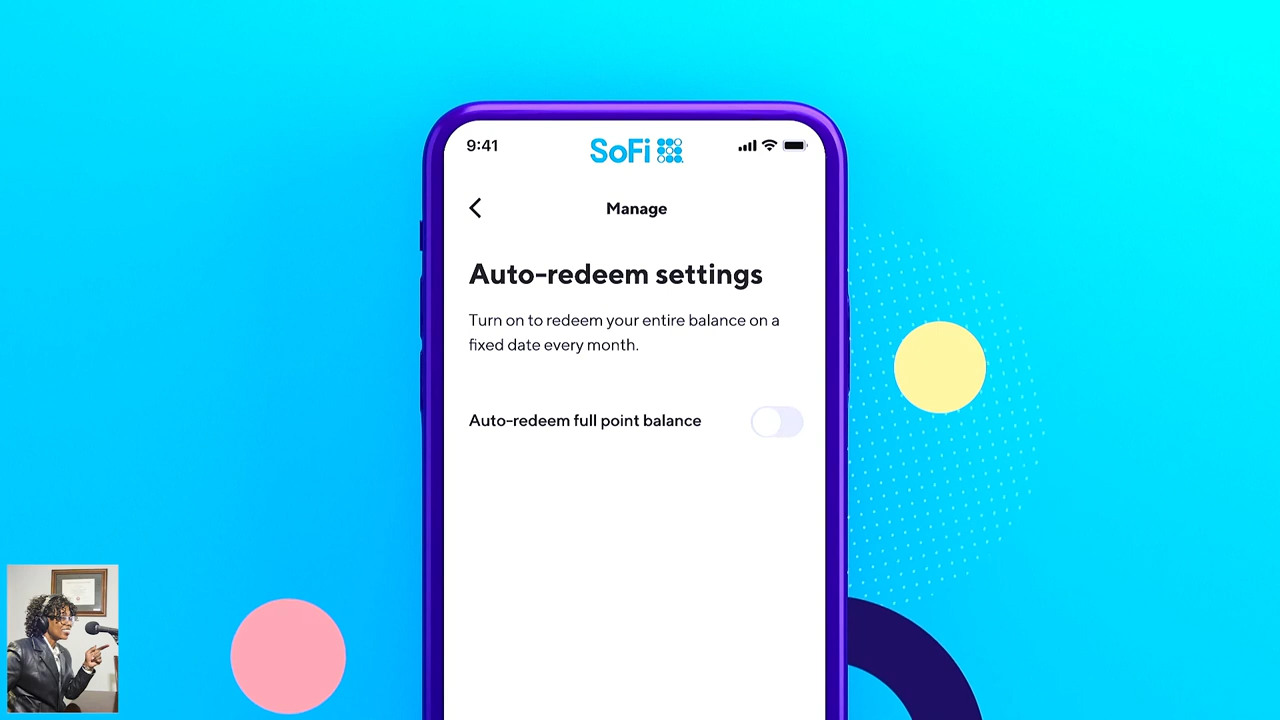 9:41
SoFi
Manage
Auto-redeem settings
Turn on to redeem your entire balance on a
fixed date every month.
Auto-redeem full point balance